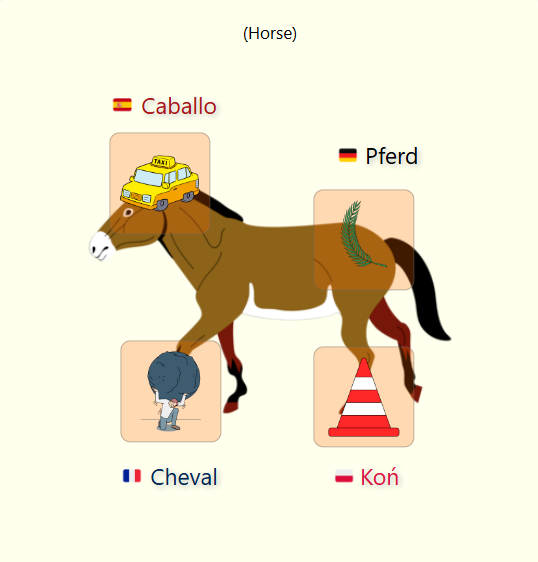 (Horse)
Caballo
TAXI
Pferd
Cheval
Koń